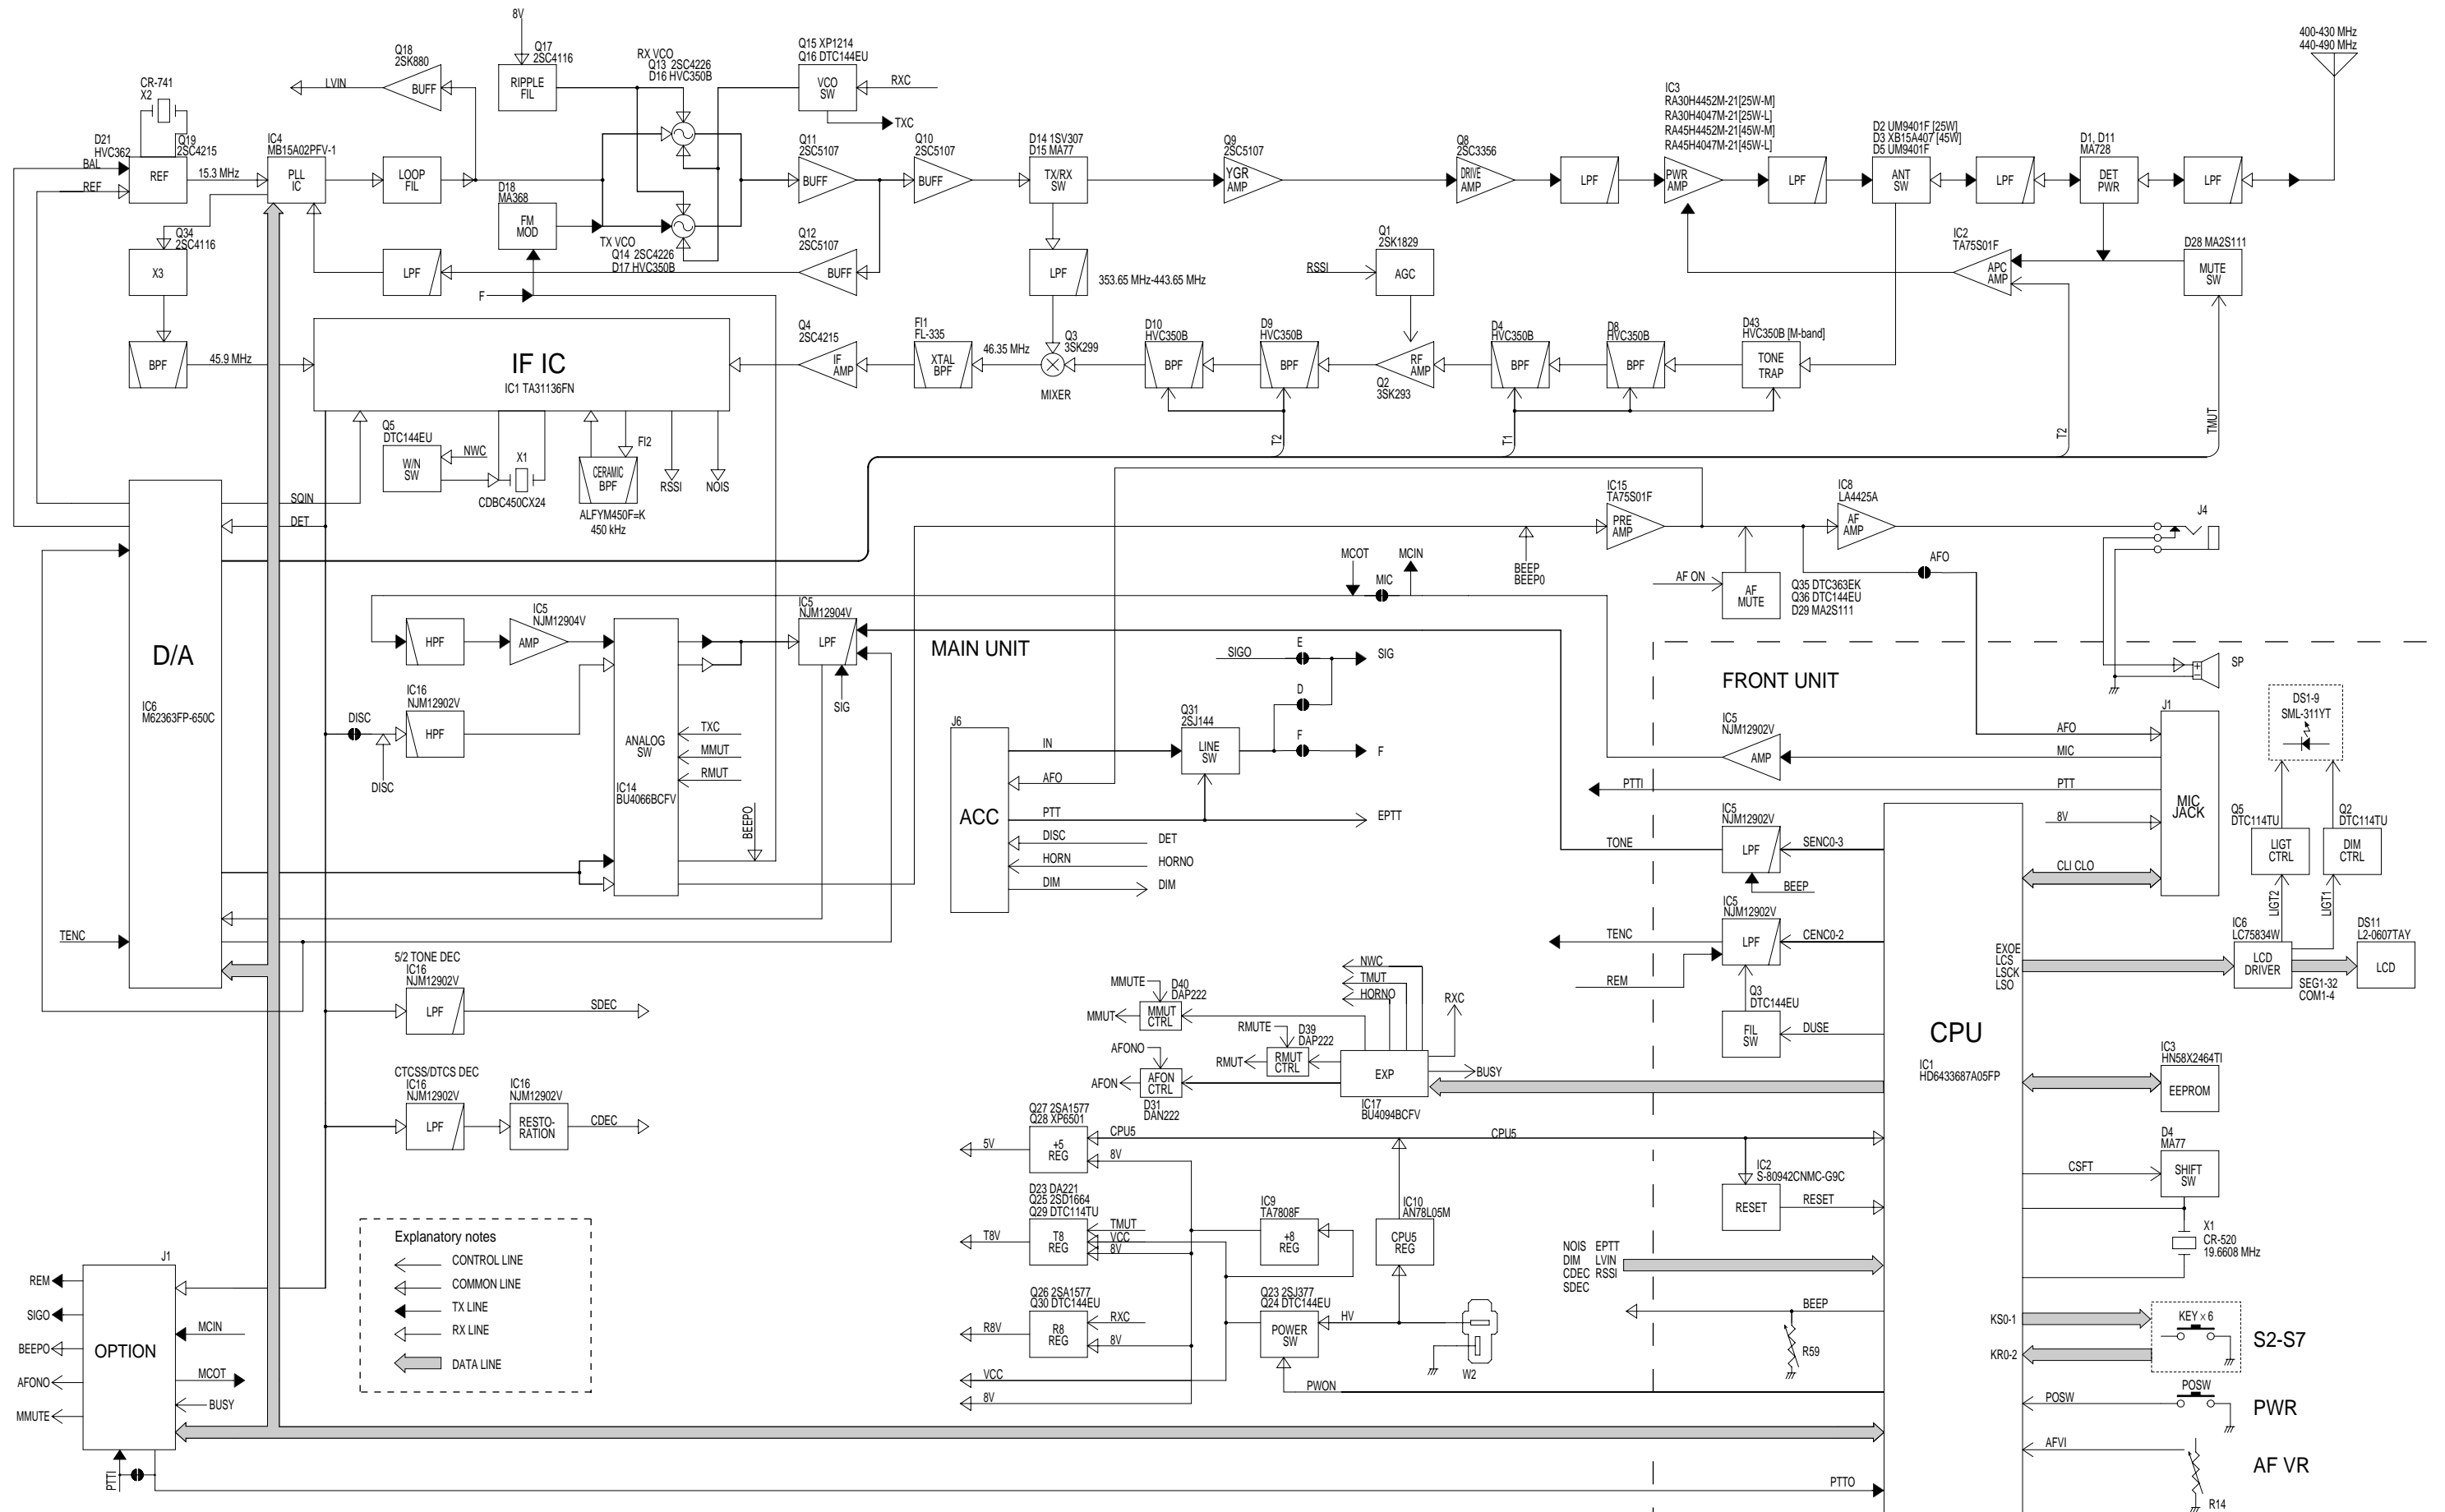 8V
Q18
2SK880
Q17
2SC4116
RX VCO
Q13 2SC4226
D16 HVC350B
Q15 XP1214
Q16 DTC144EU
400-430 MHz
440-490 MHz
CR-741
X2
LVIN
BUFF
RIPPLE
FIL
VCO
SW
RXC
TXC
IC3
RA30H4452M-21[25W-M]
RA30H4047M-21[25W-L]
RA45H4452M-21[45W-M]
RA45H4047M-21[45W-L]
D21
HVC362
Q19
2SC4215
IC4
MB15A02PFV-1
Q11
2SC5107
Q10
2SC5107
D14 1SV307
D15 MA77
Q9
2SC5107
Q8
2SC3356
D2 UM9401F [25W]
D3 XB15A407 [45W]
D5 UM9401F
D1, D11
MA728
BAL
REF
REF
15.3 MHz
PLL
IC
LOOP
FIL
BUFF
BUFF
TX/RX
SW
YGR
AMP
DRIVE
AMP
LPF
PWR
AMP
LPF
ANT
SW
LPF
DET
PWR
LPF
D18
MA368
FM
MOD
Q34
2SC4116
TX VCO
Q14 2SC4226
D17 HVC350B
Q12
2SC5107
Q1
2SK1829
IC2
TA75S01F
D28 MA2S111
X3
LPF
BUFF
LPF
353.65 MHz-443.65 MHz
RSSI
AGC
APC
AMP
MUTE
SW
F
IF IC
IC1 TA31136FN
Q4
2SC4215
FI1
FL-335
46.35 MHz
Q3
3SK299
D10
HVC350B
D9
HVC350B
D4
HVC350B
D8
HVC350B
D43
HVC350B [M-band]
BPF
45.9 MHz
IF
AMP
XTAL
BPF
MIXER
BPF
BPF
RF
AMP
Q2
3SK293
BPF
BPF
TONE
TRAP
Q5
DTC144EU
W/N
SW
NWC
X1
CDBC450CX24
FI2
CERAMIC
BPF
ALFYM450F=K
450 kHz
RSSI
NOIS
T2
T1
T2
TMUT
SQIN
DET
IC15
TA75S01F
PRE
AMP
IC8
LA4425A
AF
AMP
J4
MCOT
MCIN
MIC
BEEP
BEEP0
AF ON
AF
MUTE
Q35 DTC363EK
Q36 DTC144EU
D29 MA2S111
AFO
D/A
IC6
M62363FP-650C
HPF
IC5
NJM12904V
AMP
IC5
NJM12904V
LPF
MAIN UNIT
SIGO
E
SIG
FRONT UNIT
SP
IC16
NJM12902V
HPF
DISC
DISC
ANALOG
SW
IC14
BU4066BCFV
TXC
MMUT
RMUT
SIG
BEEPO
J6
ACC
Q31
2SJ144
D
IN
LINE
SW
F
F
AFO
PTT
EPTT
DISC
DET
HORN
HORNO
DIM
DIM
IC5
NJM12902V
AMP
AFO
MIC
PTTI
PTT
J1
MIC
JACK
8V
CLI CLO
DS1-9
SML-311YT
Q5
DTC114TU
LIGT
CTRL
Q2
DTC114TU
DIM
CTRL
LIGT2
LIGT1
IC5
NJM12902V
TONE
LPF
SENC0-3
BEEP
IC5
NJM12902V
TENC
TENC
LPF
CENC0-2
REM
EXOE
LCS
LSCK
LSO
IC6
LC75834W
LCD
DRIVER
SEG1-32
COM1-4
DS11
L2-0607TAY
LCD
5/2 TONE DEC
IC16
NJM12902V
LPF
SDEC
NWC
TMUT
HORNO
RXC
MMUTE
D40
DAP222
MMUT
MMUT
CTRL
RMUTE
D39
DAP222
RMUT
RMUT
CTRL
AFONO
AFON
AFON
CTRL
D31
DAN222
EXP
BUSY
IC17
BU4094BCFV
Q3
DTC144EU
FIL
SW
DUSE
CPU
IC1
HD6433687A05FP
IC3
HN58X2464TI
EEPROM
CTCSS/DTCS DEC
IC16
NJM12902V
LPF
IC16
NJM12902V
RESTO-
RATION
CDEC
Q27 2SA1577
Q28 XP6501
5V
+5
REG
CPU5
8V
CPU5
IC2
S-80942CNMC-G9C
RESET
RESET
D4
MA77
CSFT
SHIFT
SW
D23 DA221
Q25 2SD1664
Q29 DTC114TU
T8V
T8
REG
TMUT
VCC
8V
IC9
TA7808F
+8
REG
IC10
AN78L05M
CPU5
REG
X1
CR-520
19.6608 MHz
NOIS EPTT
DIM LVIN
CDEC RSSI
SDEC
Explanatory notes
CONTROL LINE
COMMON LINE
TX LINE
RX LINE
DATA LINE
J1
OPTION
REM
SIGO
BEEPO
AFONO
MMUTE
MCIN
MCOT
BUSY
PTTI
Q26 2SA1577
Q30 DTC144EU
R8V
R8
REG
RXC
8V
Q23 2SJ377
Q24 DTC144EU
POWER
SW
HV
W2
VCC
8V
PWON
BEEP
R59
KS0-1
KR0-2
KEY × 6
S2-S7
POSW
POSW
PWR
AFVI
AF VR
R14
PTTO